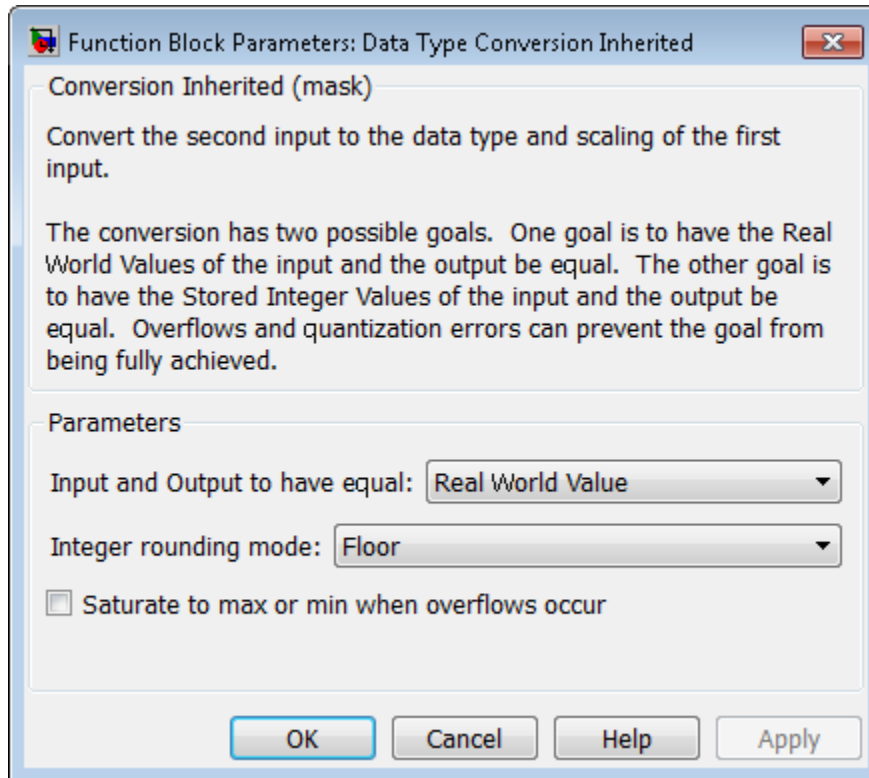 Function Block Parameters: Data Type Conversion Inherited
Conversion Inherited (mask)
Convert the second input to the data type and scaling of the first
input.
The conversion has two possible goals.  One goal is to have the Real
World Values of the input and the output be equal.  The other goal is
to have the Stored Integer Values of the input and the output be
equal.  Overflows and quantization errors can prevent the goal from
being fully achieved.
Parameters
Input and Output to have equal: Real World Value
Integer rounding mode: Floor
Saturate to max or min when overflows occur
OK Cancel Help Apply